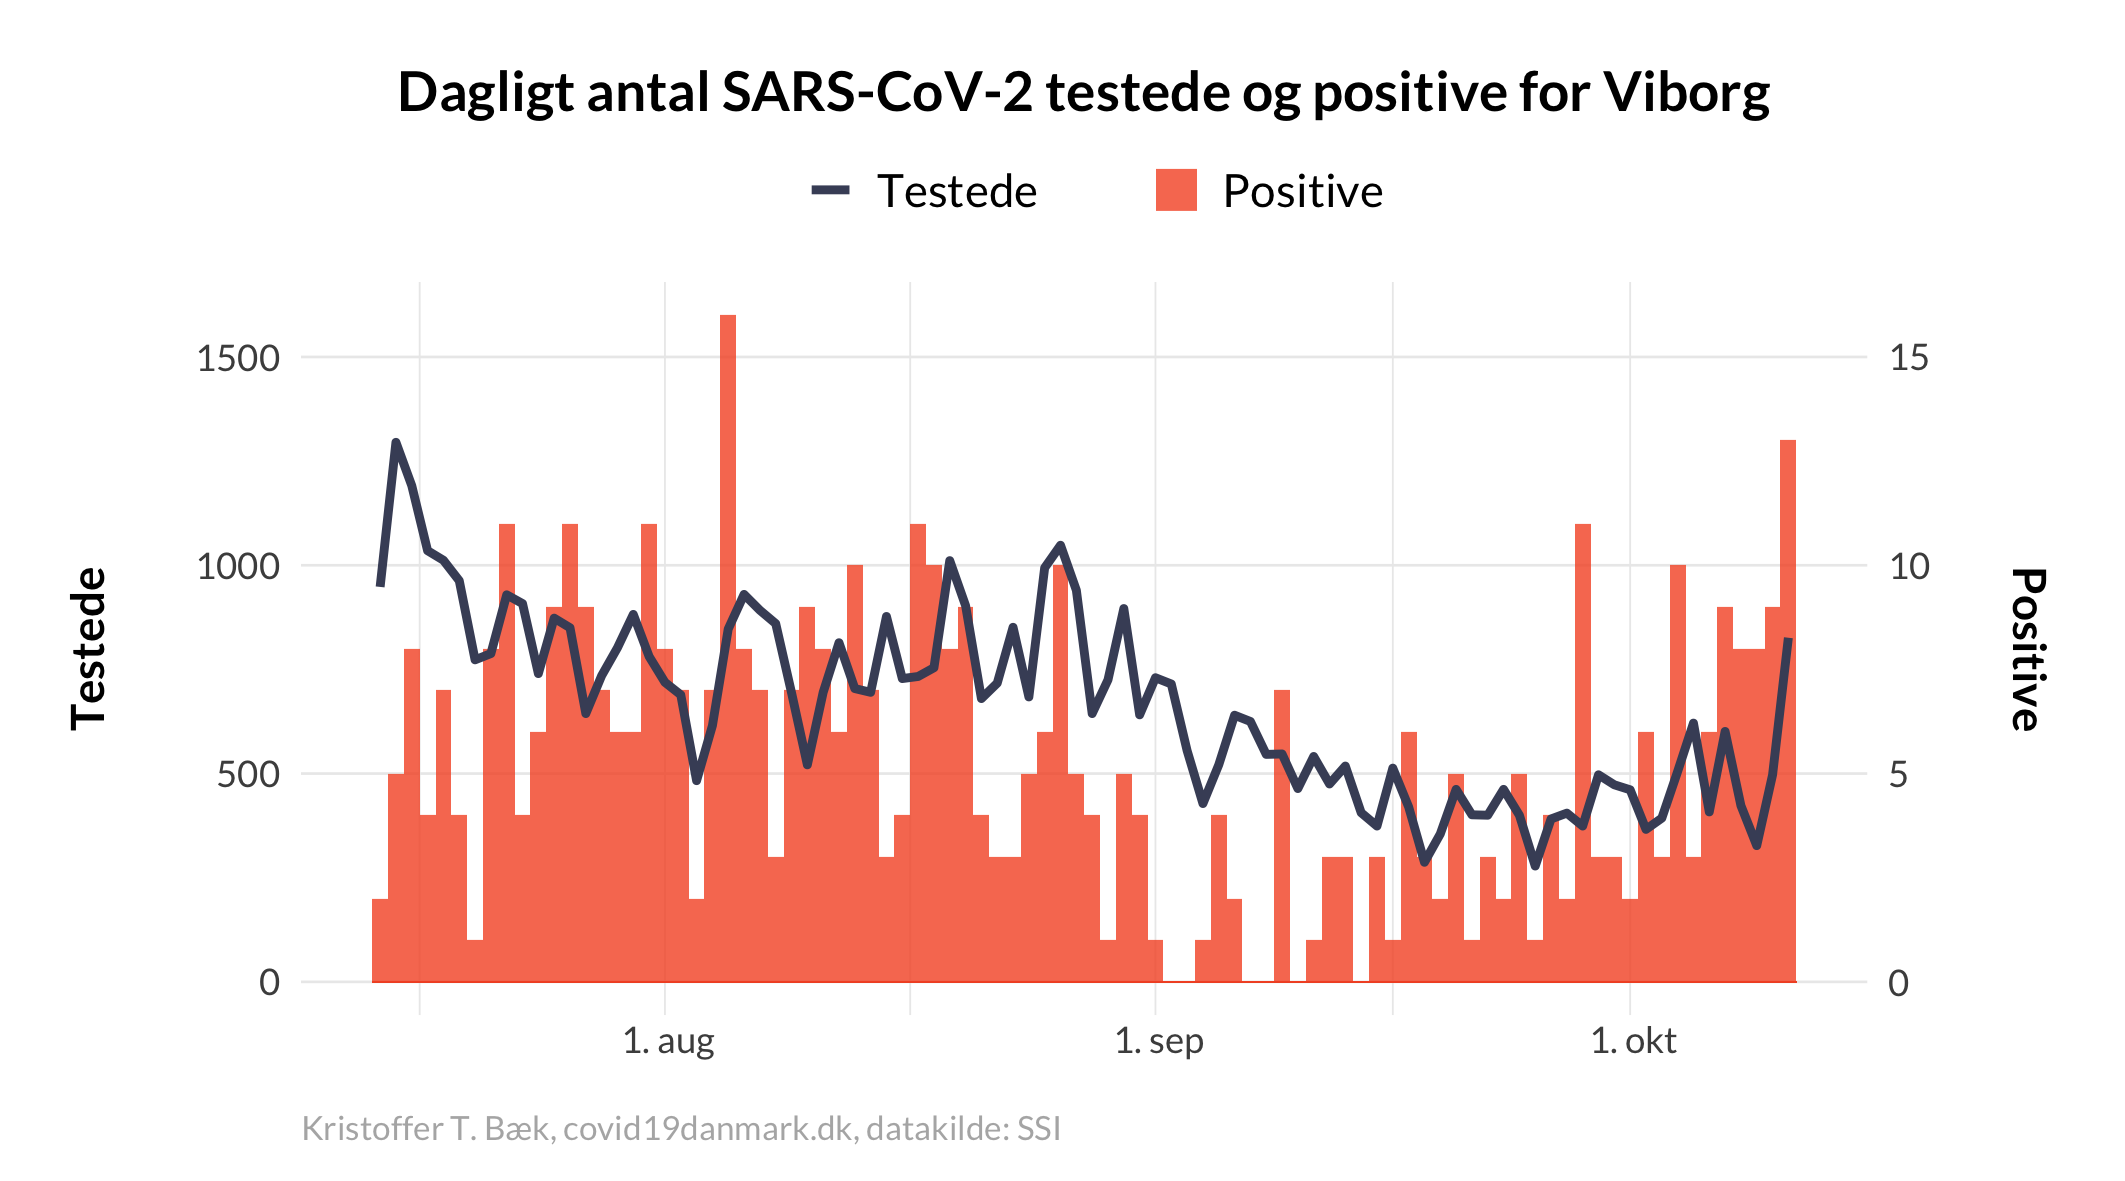 Dagligt antal SARS-CoV-2 testede og positive for Viborg
Testede
Positive
1500
1000
500
0
15
10
5
0
Testede
Positive
1. aug
1. sep
1. okt
Kristoffer T. Bæk, covid19danmark.dk, datakilde: SSI